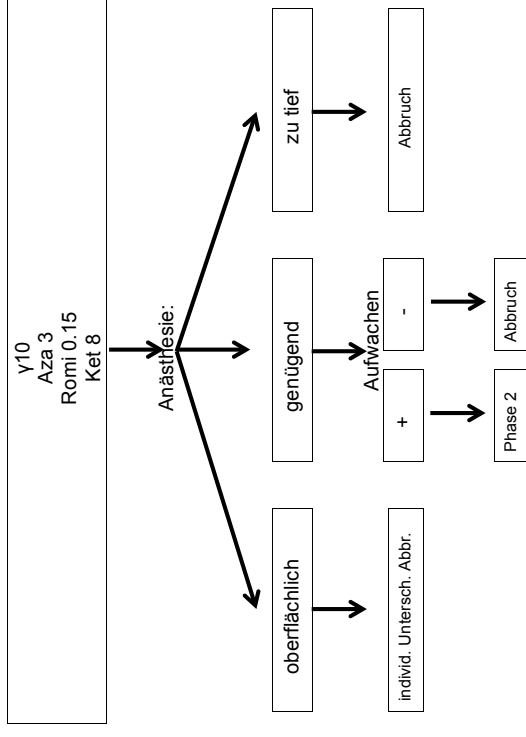 γ10
Aza 3
Romi 0.15
Ket 8
Anästhesie:
oberflächlich
genügend
zu tief
Aufwachen
individ. Untersch. Abbr.
+
-
Abbruch
Phase 2
Abbruch